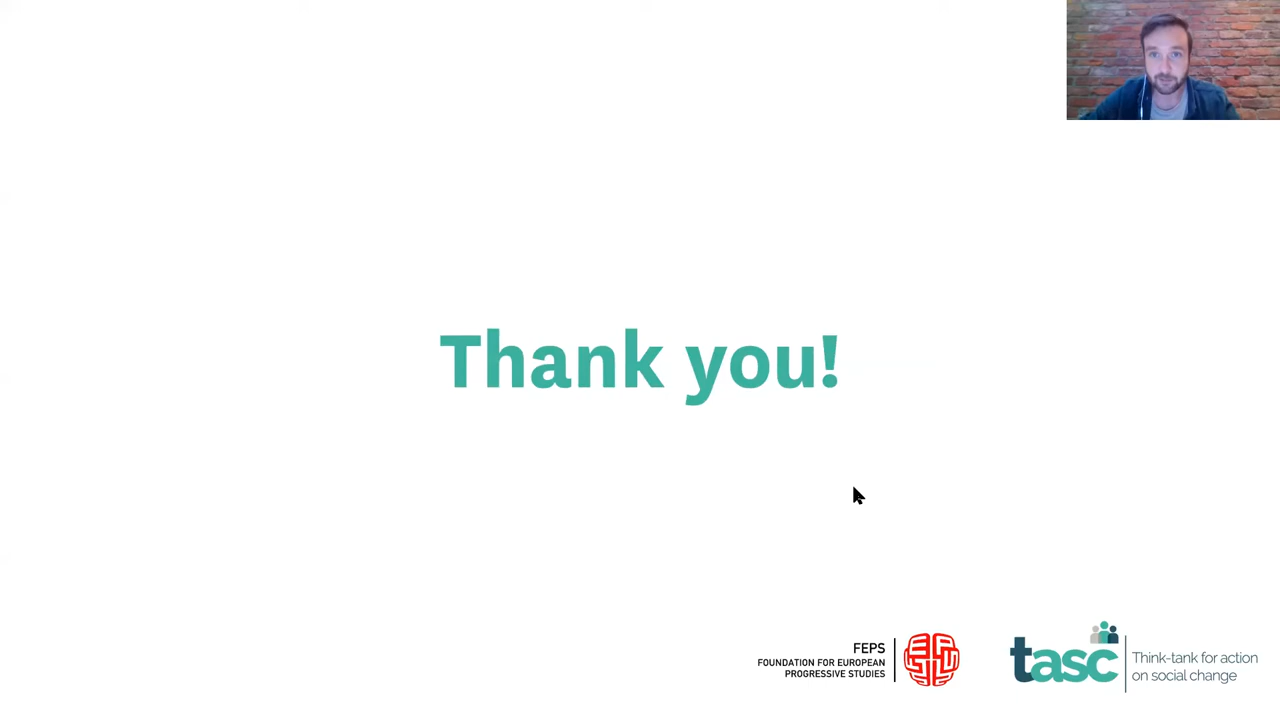 Thank you!
FEPS
FOUNDATION FOR EUROPEAN
PROGRESSIVE STUDIES
tasc
Think-tank for action
on social change